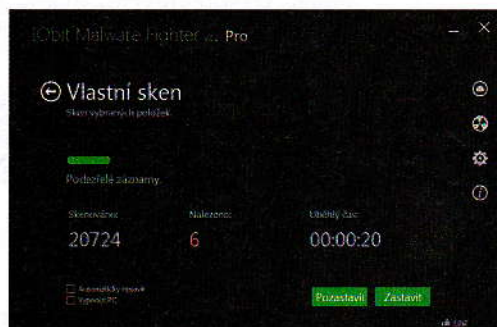 IObit Malware Fighter Pro
Vlastní sken
Sken vybraných položek
Podezřelé záznamy
Skenováno: Nalezeno: Uběhlý čas:
20724 6 00:00:20
Automaticky opravit
Vypnout PC
Pozastavit Zastavit